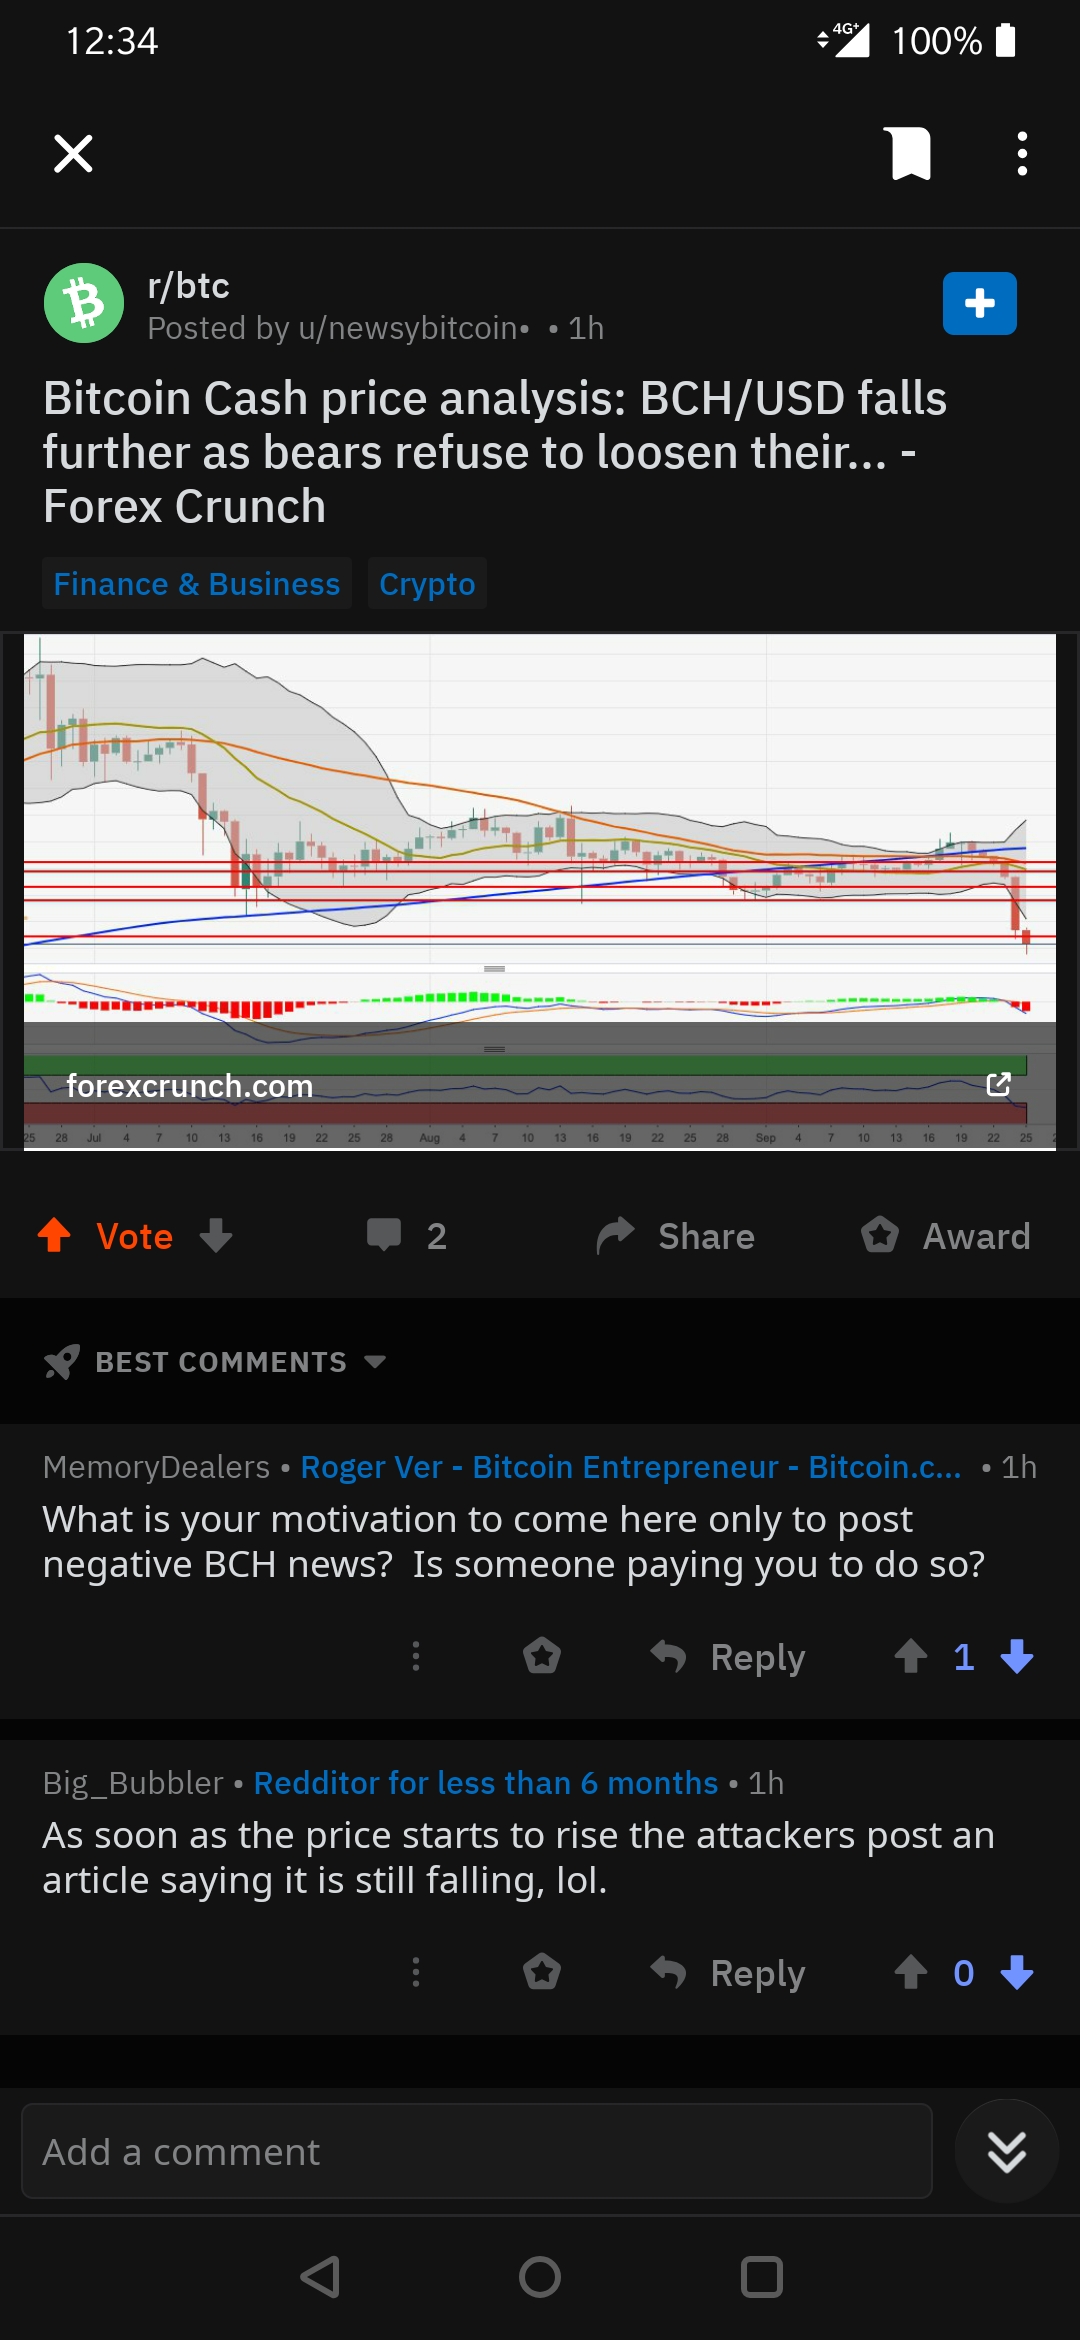 12:34
4G+ 100%
r/btc
Posted by u/newsybitcoin• • 1h
Bitcoin Cash price analysis: BCH/USD falls
further as bears refuse to loosen their... -
Forex Crunch
Finance & Business Crypto
forexcrunch.com
25 28 Jul 4 7 10 13 16 19 22 25 28 Aug 4 7 10 13 16 19 22 25 28 Sep 4 7 10 13 16 19 22 25
Vote 2 Share Award
BEST COMMENTS
MemoryDealers • Roger Ver - Bitcoin Entrepreneur - Bitcoin.c... • 1h
What is your motivation to come here only to post
negative BCH news? Is someone paying you to do so?
Reply 1
Big_Bubbler • Redditor for less than 6 months • 1h
As soon as the price starts to rise the attackers post an
article saying it is still falling, lol.
Reply 0
Add a comment